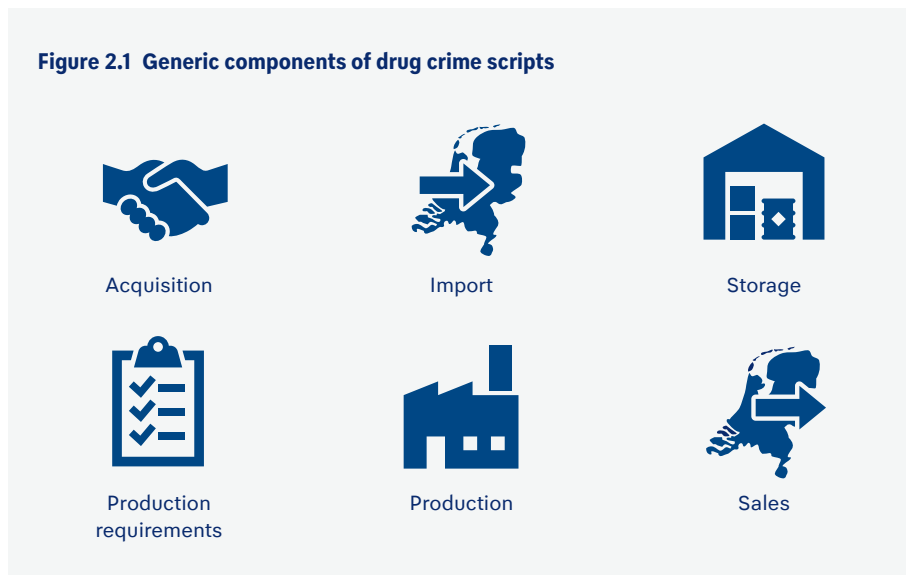 Figure 2.1 Generic components of drug crime scripts
Acquisition
Import
Storage
Production
requirements
Production
Sales